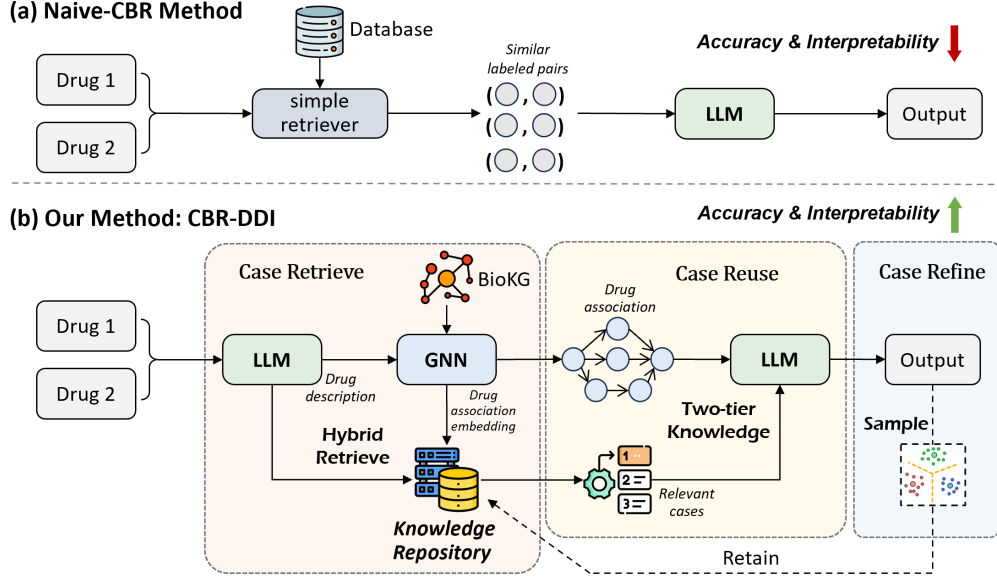 (a) Naive-CBR Method
Database
Drug 1
Drug 2
simple
retriever
Similar
labeled pairs
( , )
( , )
( , )
LLM
Accuracy & Interpretability
Output
(b) Our Method: CBR-DDI
Accuracy & Interpretability
Case Retrieve
BioKG
Drug 1
Drug 2
LLM
Drug
description
GNN
Drug
association
embedding
Hybrid
Retrieve
Knowledge
Repository
Case Reuse
Drug
association
LLM
Two-tier
Knowledge
1
2
3
Relevant
cases
Case Refine
Output
Sample
Retain